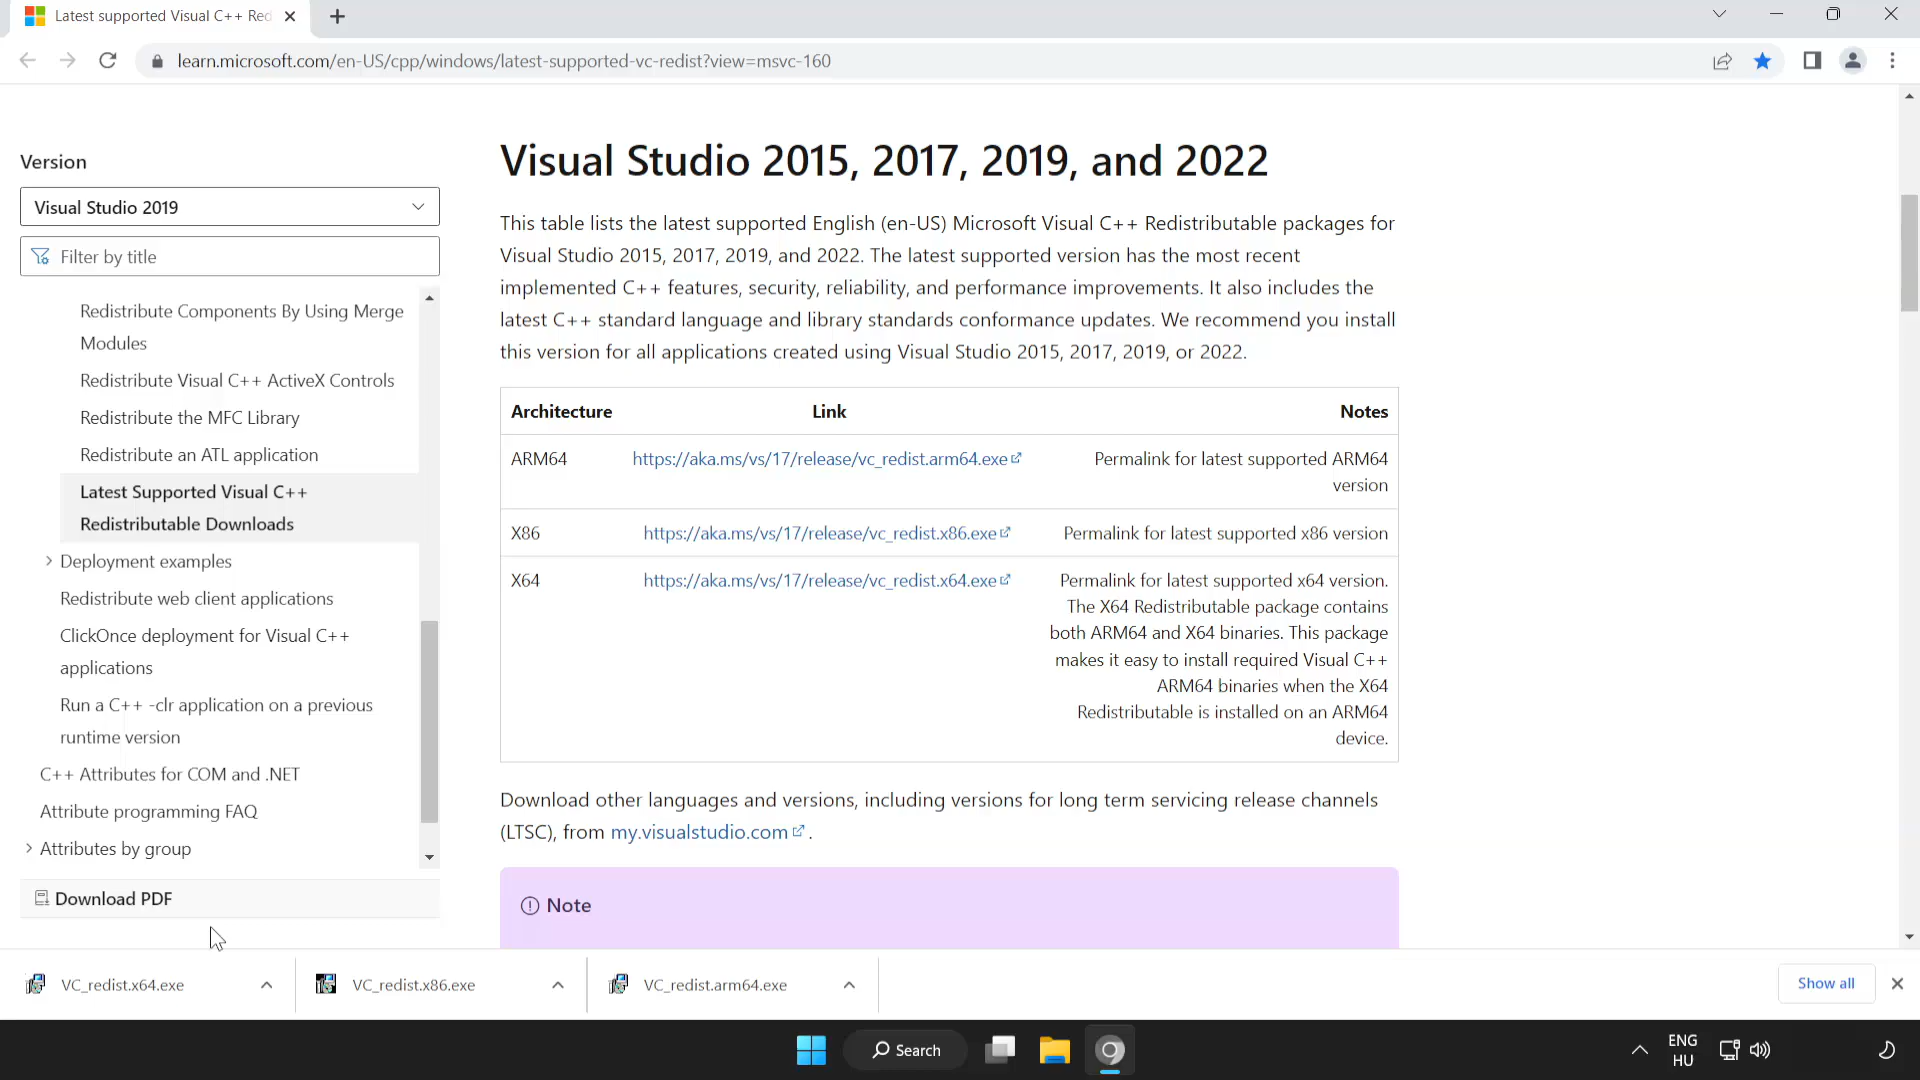 Latest supported Visual C++ Red
learn.microsoft.com/en-US/cpp/windows/latest-supported-vc-redist?view=msvc-160
Version
Visual Studio 2019
Filter by title
Redistribute Components By Using Merge
Modules
Redistribute Visual C++ ActiveX Controls
Redistribute the MFC Library
Redistribute an ATL application
Latest Supported Visual C++
Redistributable Downloads
Deployment examples
Redistribute web client applications
ClickOnce deployment for Visual C++
applications
Run a C++ -clr application on a previous
runtime version
C++ Attributes for COM and .NET
Attribute programming FAQ
Attributes by group
Download PDF
Visual Studio 2015, 2017, 2019, and 2022
This table lists the latest supported English (en-US) Microsoft Visual C++ Redistributable packages for
Visual Studio 2015, 2017, 2019, and 2022. The latest supported version has the most recent
implemented C++ features, security, reliability, and performance improvements. It also includes the
latest C++ standard language and library standards conformance updates. We recommend you install
this version for all applications created using Visual Studio 2015, 2017, 2019, or 2022.
Architecture Link Notes
ARM64 https://aka.ms/vs/17/release/vc_redist.arm64.exe Permalink for latest supported ARM64
version
X86 https://aka.ms/vs/17/release/vc_redist.x86.exe Permalink for latest supported x86 version
X64 https://aka.ms/vs/17/release/vc_redist.x64.exe Permalink for latest supported x64 version.
The X64 Redistributable package contains
both ARM64 and X64 binaries. This package
makes it easy to install required Visual C++
ARM64 binaries when the X64
Redistributable is installed on an ARM64
device.
Download other languages and versions, including versions for long term servicing release channels
(LTSC), from my.visualstudio.com .
Note
VC_redist.x64.exe VC_redist.x86.exe VC_redist.arm64.exe Show all
Search
ENG
HU